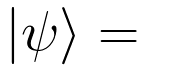 |ψ⟩ =